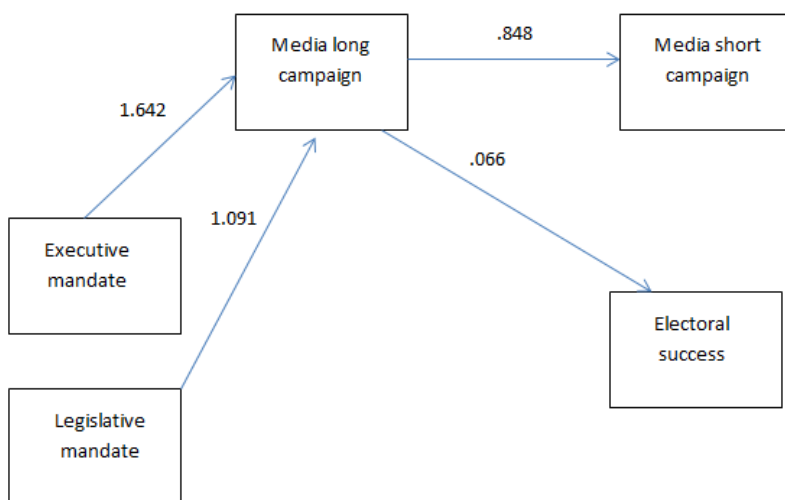 Media long
campaign
.848
Media short
campaign
1.642
.066
1.091
Executive
mandate
Electoral
success
Legislative
mandate